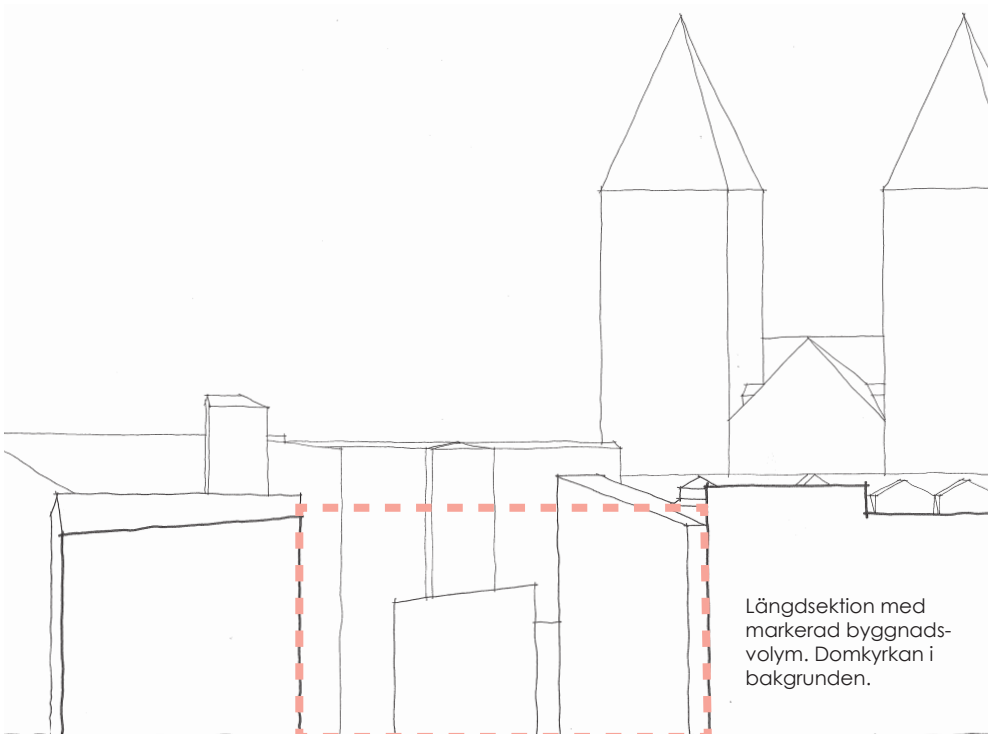 Längdsektion med
markerad byggnads-
volym. Domkyrkan i
bakgrunden.